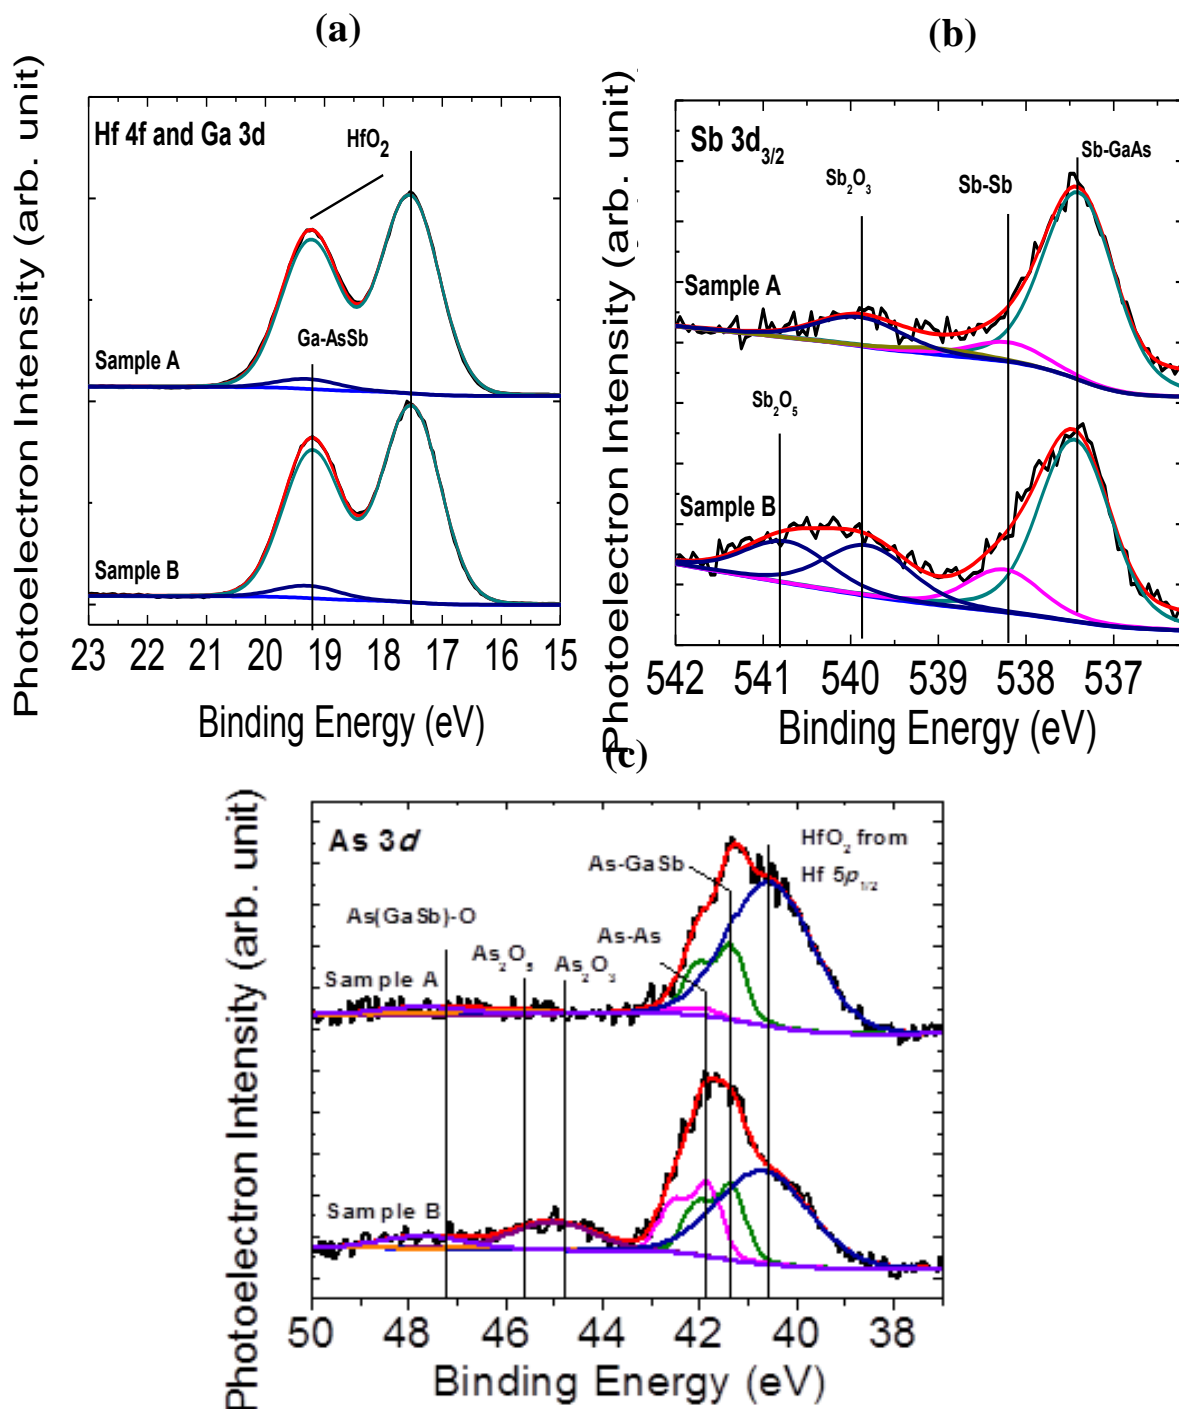 (a)
Photoelectron Intensity (arb. unit)
Hf 4f and Ga 3d
HfO2
Ga-AsSb
Sample A
Sample B
23 22 21 20 19 18 17 16 15
Binding Energy (eV)
(b)
Photoelectron Intensity (arb. unit)
Sb 3d3/2
Sb-GaAs
Sb2O3
Sb-Sb
Sample A
Sb2O5
Sample B
542 541 540 539 538 537
Binding Energy (eV)
(c)
Photoelectron Intensity (arb. unit)
As 3d
HfO2 from
Hf 5p1/2
As-GaSb
As(GaSb)-O
As-As
As2O5
As2O3
Sample A
Sample B
50 48 46 44 42 40 38
Binding Energy (eV)